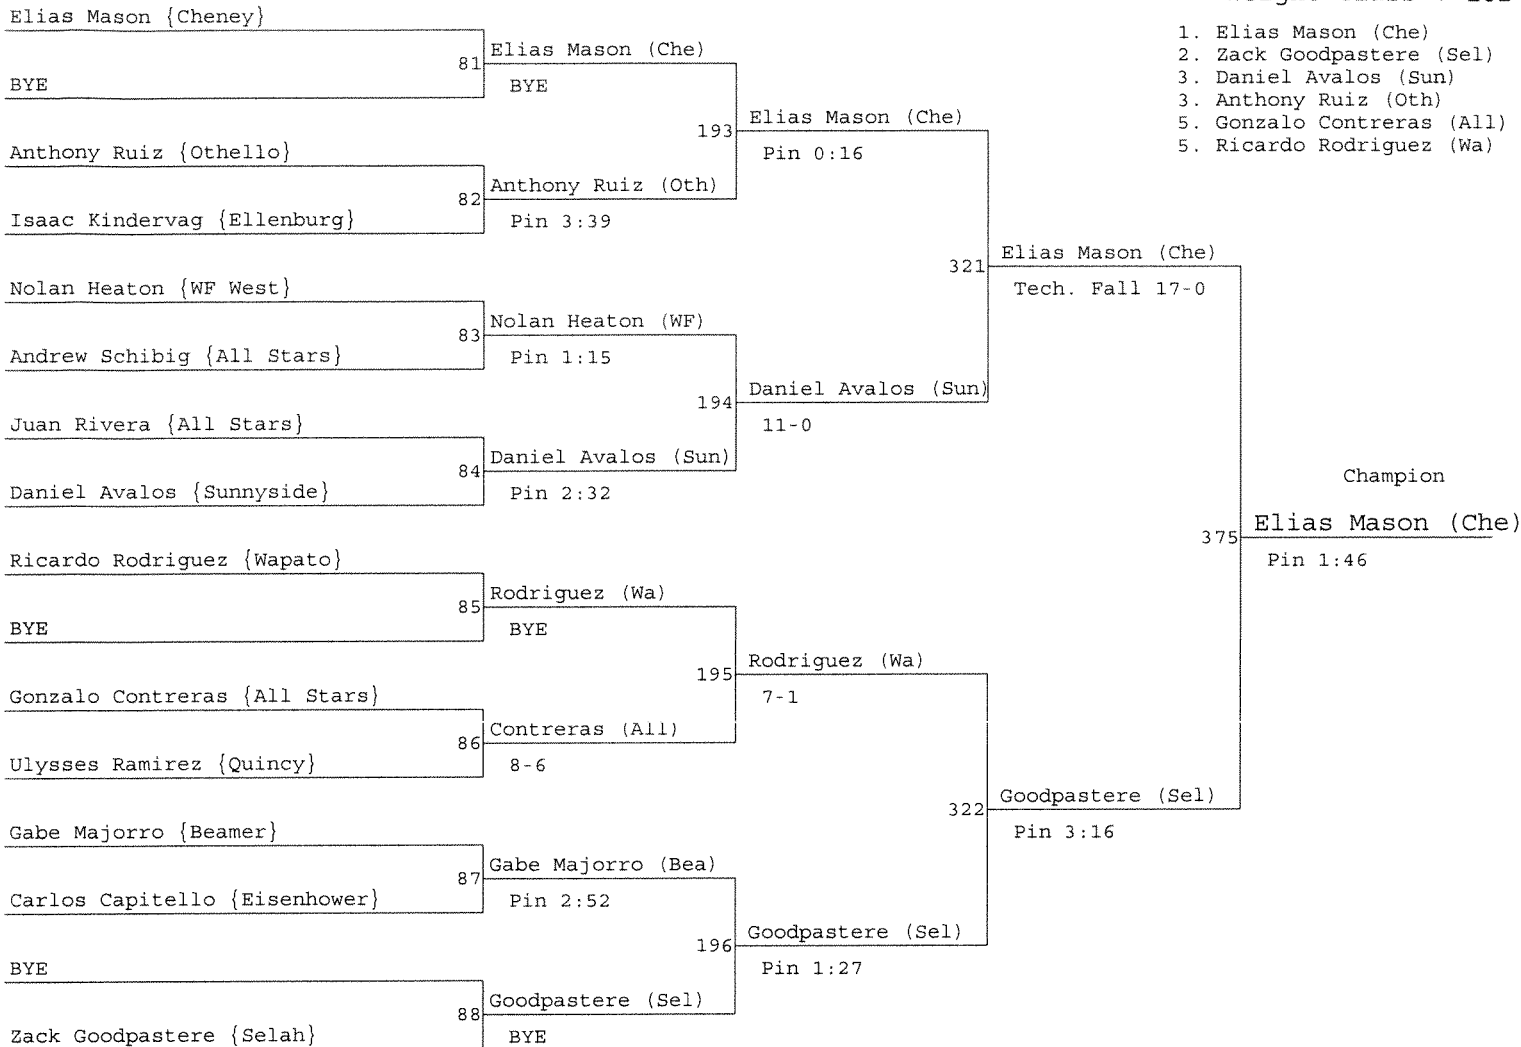 1. Elias Mason (Che)
2. Zack Goodpastere (Sel)
3. Daniel Avalos (Sun)
3. Anthony Ruiz (Oth)
5. Gonzalo Contreras (All)
5. Ricardo Rodriguez (Wa)
Elias Mason {Cheney}
81
Elias Mason (Che)
BYE
BYE
193
Elias Mason (Che)
Pin 0:16
Anthony Ruiz {Othello}
82
Anthony Ruiz (Oth)
Pin 3:39
Isaac Kindervag {Ellenburg}
321
Elias Mason (Che)
Tech. Fall 17-0
Nolan Heaton {WF West}
83
Nolan Heaton (WF)
Pin 1:15
Andrew Schibig {All Stars}
194
Daniel Avalos (Sun)
11-0
Juan Rivera {All Stars}
84
Daniel Avalos (Sun)
Pin 2:32
Daniel Avalos {Sunnyside}
Champion
375
Elias Mason (Che)
Pin 1:46
Ricardo Rodriguez {Wapato}
85
Rodriguez (Wa)
BYE
BYE
195
Rodriguez (Wa)
7-1
Gonzalo Contreras {All Stars}
86
Contreras (All)
8-6
Ulysses Ramirez {Quincy}
322
Goodpastere (Sel)
Pin 3:16
Gabe Majorro {Beamer}
87
Gabe Majorro (Bea)
Pin 2:52
Carlos Capitello {Eisenhower}
196
Goodpastere (Sel)
Pin 1:27
BYE
88
Goodpastere (Sel)
BYE
Zack Goodpastere {Selah}